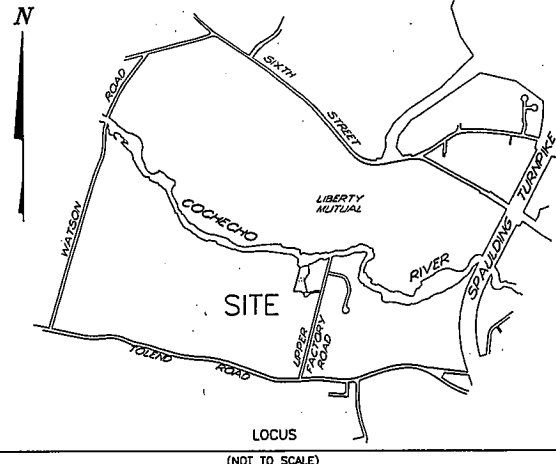 N
SIXTH
STREET
ROAD
WATSON
COCHECHO
RIVER
LIBERTY
MUTUAL
SPAULDING TURNPIKE
SITE
UPPER
FACTORY
ROAD
TOLEND ROAD
LOCUS
(NOT TO SCALE)